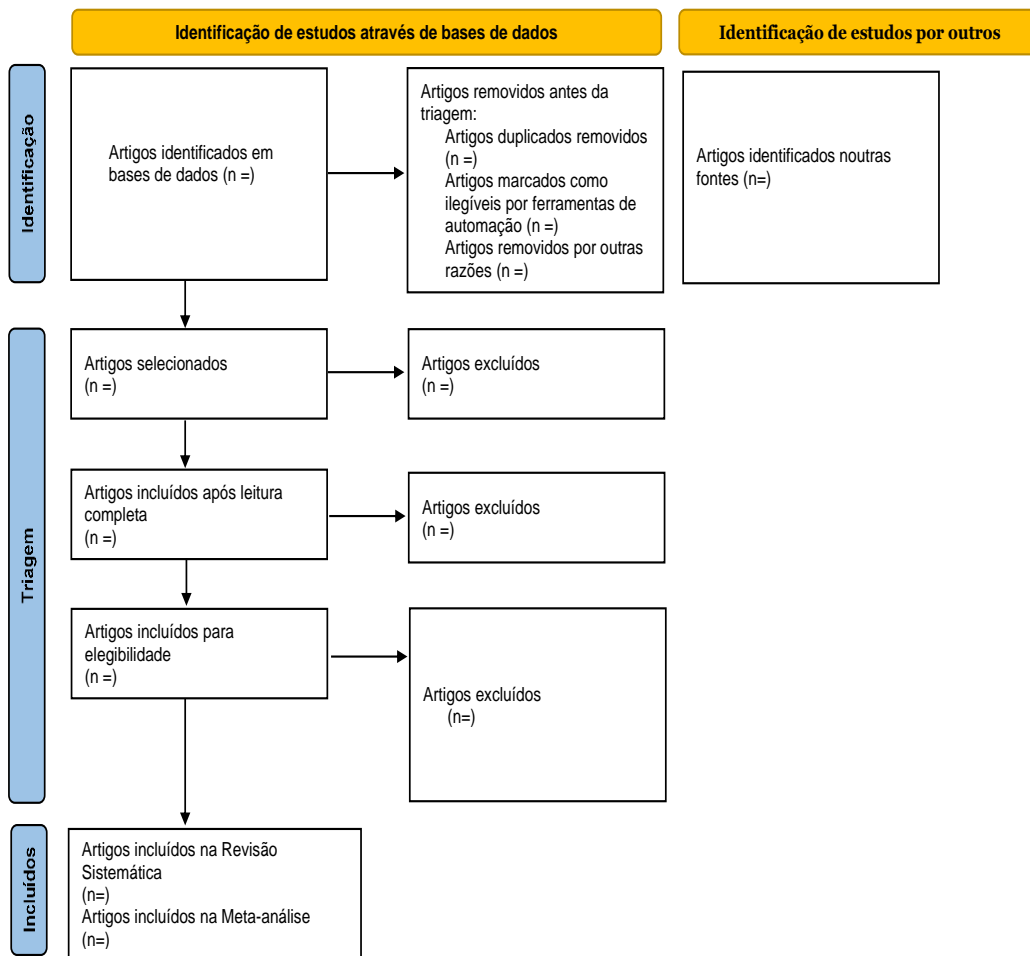 Identificação de estudos através de bases de dados
Identificação de estudos por outros
Identificação
Artigos identificados em
bases de dados (n =)
Artigos removidos antes da
triagem:
Artigos duplicados removidos
(n =)
Artigos marcados como
ilegíveis por ferramentas de
automação (n =)
Artigos removidos por outras
razões (n =)
Artigos identificados noutras
fontes (n=)
Triagem
Artigos selecionados
(n =)
Artigos excluídos
(n =)
Artigos incluídos após leitura
completa
(n =)
Artigos excluídos
(n =)
Artigos incluídos para
elegibilidade
(n =)
Artigos excluídos
(n=)
Incluídos
Artigos incluídos na Revisão
Sistemática
(n=)
Artigos incluídos na Meta-análise
(n=)